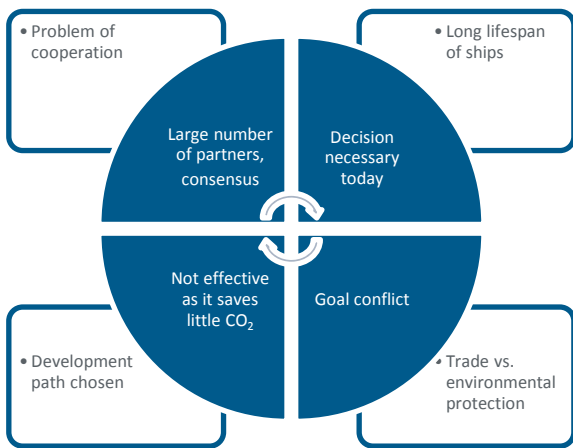 • Problem of
cooperation
• Long lifespan
of ships
Large number
of partners,
consensus
Decision
necessary
today
Not effective
as it saves
little CO₂
Goal conflict
• Development
path chosen
• Trade vs.
environmental
protection